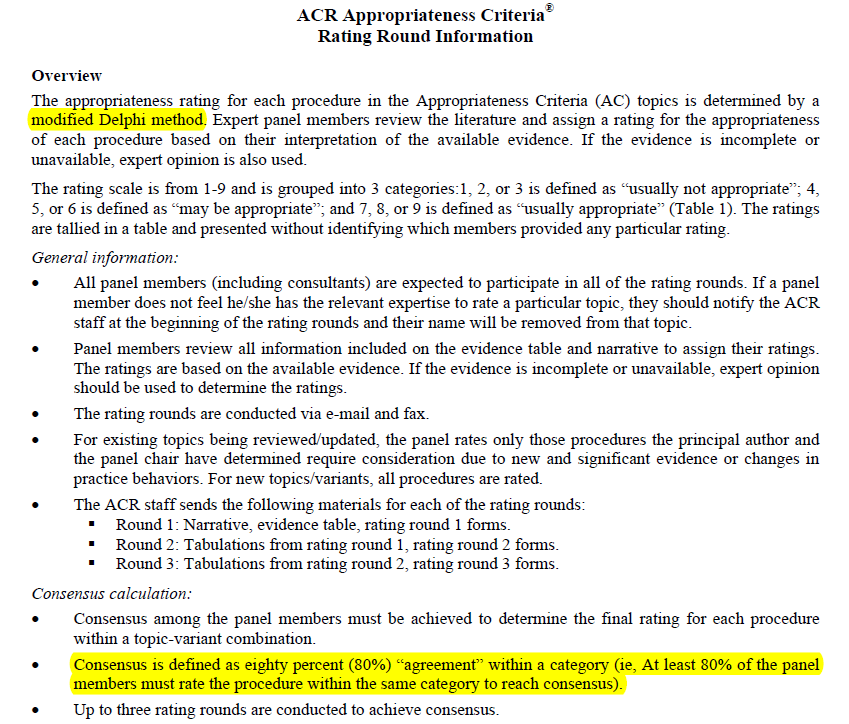 ACR Appropriateness Criteria®
Rating Round Information
Overview
The appropriateness rating for each procedure in the Appropriateness Criteria (AC) topics is determined by a
modified Delphi method. Expert panel members review the literature and assign a rating for the appropriateness
of each procedure based on their interpretation of the available evidence. If the evidence is incomplete or
unavailable, expert opinion is also used.
The rating scale is from 1-9 and is grouped into 3 categories:1, 2, or 3 is defined as “usually not appropriate”; 4,
5, or 6 is defined as “may be appropriate”; and 7, 8, or 9 is defined as “usually appropriate” (Table 1). The ratings
are tallied in a table and presented without identifying which members provided any particular rating.
General information:
• All panel members (including consultants) are expected to participate in all of the rating rounds. If a panel
member does not feel he/she has the relevant expertise to rate a particular topic, they should notify the ACR
staff at the beginning of the rating rounds and their name will be removed from that topic.
• Panel members review all information included on the evidence table and narrative to assign their ratings.
The ratings are based on the available evidence. If the evidence is incomplete or unavailable, expert opinion
should be used to determine the ratings.
• The rating rounds are conducted via e-mail and fax.
• For existing topics being reviewed/updated, the panel rates only those procedures the principal author and
the panel chair have determined require consideration due to new and significant evidence or changes in
practice behaviors. For new topics/variants, all procedures are rated.
• The ACR staff sends the following materials for each of the rating rounds:
▪ Round 1: Narrative, evidence table, rating round 1 forms.
▪ Round 2: Tabulations from rating round 1, rating round 2 forms.
▪ Round 3: Tabulations from rating round 2, rating round 3 forms.
Consensus calculation:
• Consensus among the panel members must be achieved to determine the final rating for each procedure
within a topic-variant combination.
• Consensus is defined as eighty percent (80%) “agreement” within a category (ie, At least 80% of the panel
members must rate the procedure within the same category to reach consensus).
• Up to three rating rounds are conducted to achieve consensus.